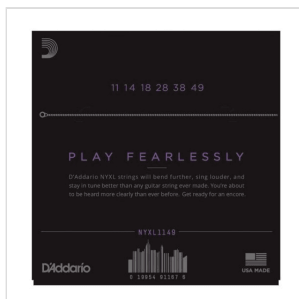 11 14 18 28 38 49
PLAY FEARLESSLY
D'Addario NYXL strings will bend further, sing louder, and
stay in tune better than any guitar string ever made. You're about
to be heard more clearly than ever before. Get ready for an encore.
NYXL1149
D'Addario
USA MADE